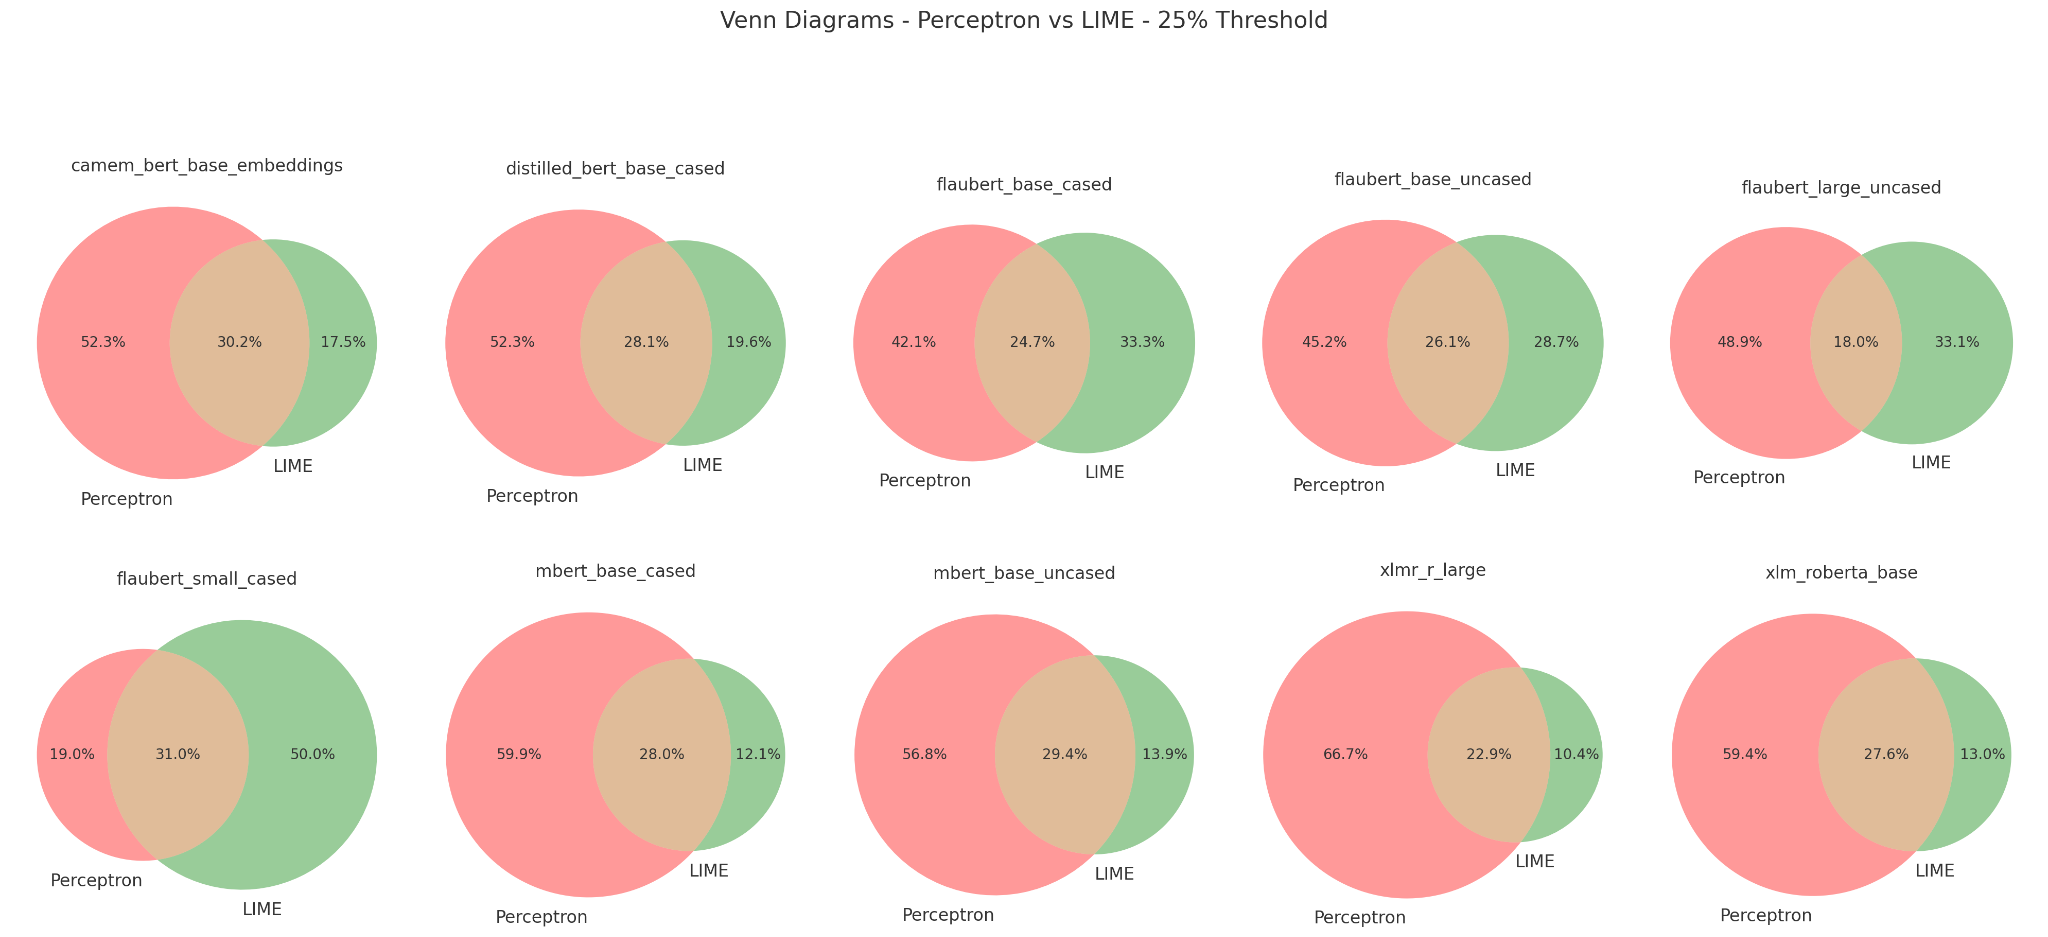 Venn Diagrams - Perceptron vs LIME - 25% Threshold
camem_bert_base_embeddings
52.3%
30.2%
17.5%
LIME
Perceptron
distilled_bert_base_cased
52.3%
28.1%
19.6%
LIME
Perceptron
flaubert_base_cased
42.1%
24.7%
33.3%
LIME
Perceptron
flaubert_base_uncased
45.2%
26.1%
28.7%
LIME
Perceptron
flaubert_large_uncased
48.9%
18.0%
33.1%
LIME
Perceptron
flaubert_small_cased
19.0%
31.0%
50.0%
Perceptron
LIME
mbert_base_cased
59.9%
28.0%
12.1%
LIME
Perceptron
mbert_base_uncased
56.8%
29.4%
13.9%
LIME
Perceptron
xlmr_r_large
66.7%
22.9%
10.4%
LIME
Perceptron
xlm_roberta_base
59.4%
27.6%
13.0%
LIME
Perceptron